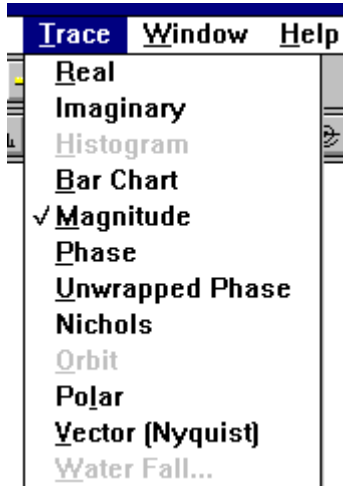 Trace Window Help
Real
Imaginary
Histogram
Bar Chart
√ Magnitude
Phase
Unwrapped Phase
Nichols
Orbit
Polar
Vector (Nyquist)
Water Fall...